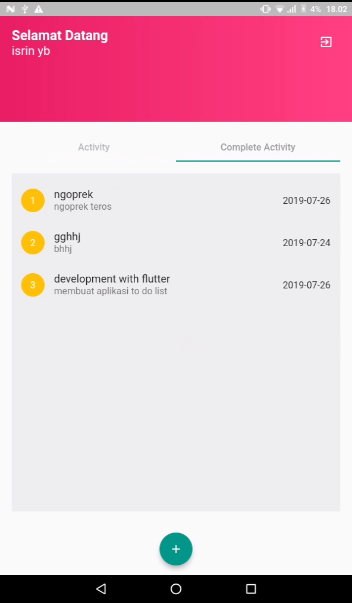 4% 18.02
Selamat Datang
isrin yb
Activity
Complete Activity
1
ngoprek
ngoprek teros
2019-07-26
2
gghhj
bhhj
2019-07-24
3
development with flutter
membuat aplikasi to do list
2019-07-26
+